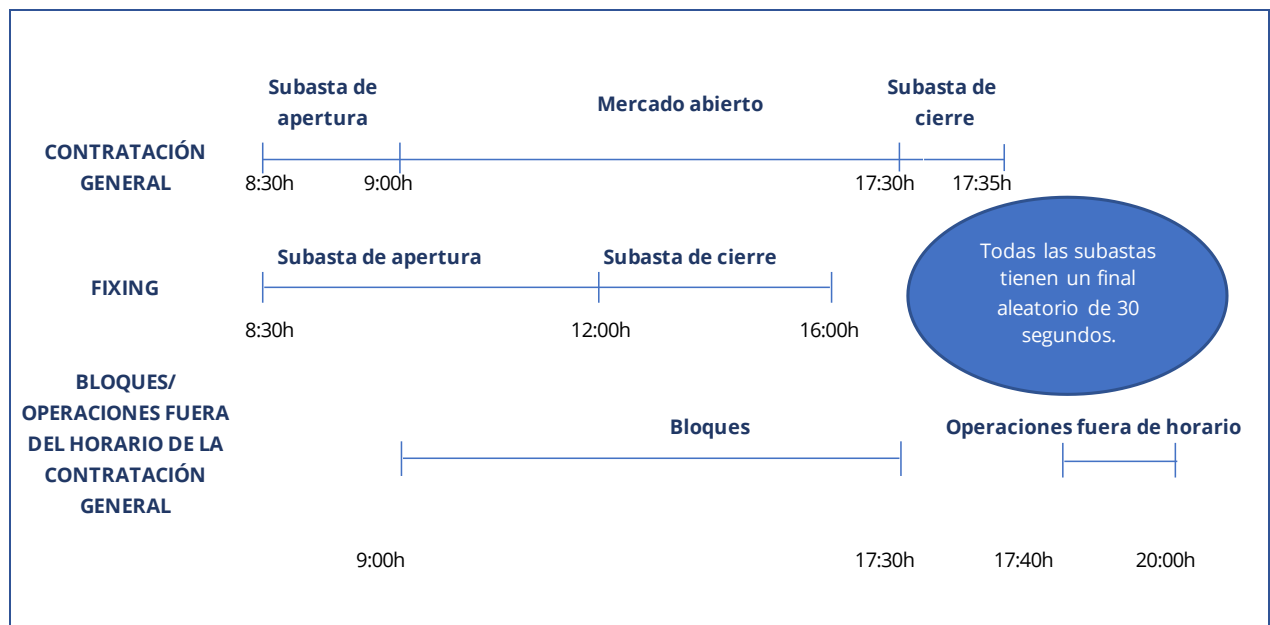 Subasta de
apertura
Mercado abierto
Subasta de
cierre
CONTRATACIÓN
GENERAL
8:30h
9:00h
17:30h
17:35h
Subasta de apertura
Subasta de cierre
FIXING
8:30h
12:00h
16:00h
Todas las subastas
tienen un final
aleatorio de 30
segundos.
BLOQUES/
OPERACIONES FUERA
DEL HORARIO DE LA
CONTRATACIÓN
GENERAL
Bloques
Operaciones fuera de horario
9:00h
17:30h
17:40h
20:00h